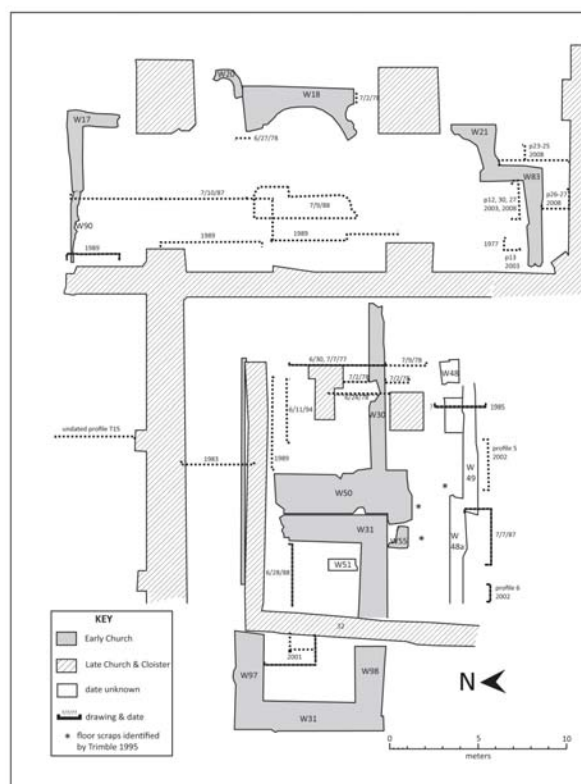 W20
W18
7/2/78
W17
W21
p23-25
2008
6/27/78
W83
p26-27
2008
7/10/87
7/9/88
p12, 30, 27
2003, 2008
W90
1989
1989
1989
1977
p13
2003
6/30, 7/7/77
7/9/78
W48
7/2/78
7/2/78
6/24/78
6/11/94
W30
?
1985
undated profile T15
profile 5
2002
1983
1989
W
49
W50
W31
W55
W
48a
7/7/87
W51
6/28/88
profile 6
2002
KEY
Early Church
Late Church & Cloister
date unknown
drawing & date
floor scraps identified
by Trimble 1995
32
2001
W97
W98
W31
N
0
5
10
meters